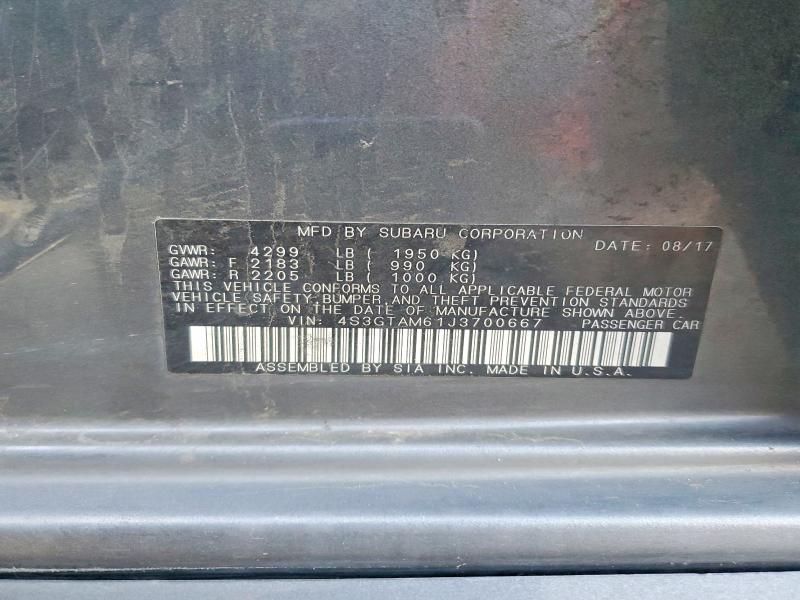 MFD BY SUBARU CORPORATION DATE: 08/17
GVWR: 4299 LB ( 1950 KG)
GAWR: F 2183 LB ( 990 KG)
GAWR: R 2205 LB ( 1000 KG)
THIS VEHICLE CONFORMS TO ALL APPLICABLE FEDERAL MOTOR
VEHICLE SAFETY,BUMPER,AND THEFT PREVENTION STANDARDS
IN EFFECT ON THE DATE OF MANUFACTURE SHOWN ABOVE.
VIN: 4S3GTAM61J3700667 PASSENGER CAR
ASSEMBLED BY SIA INC. MADE IN U.S.A.